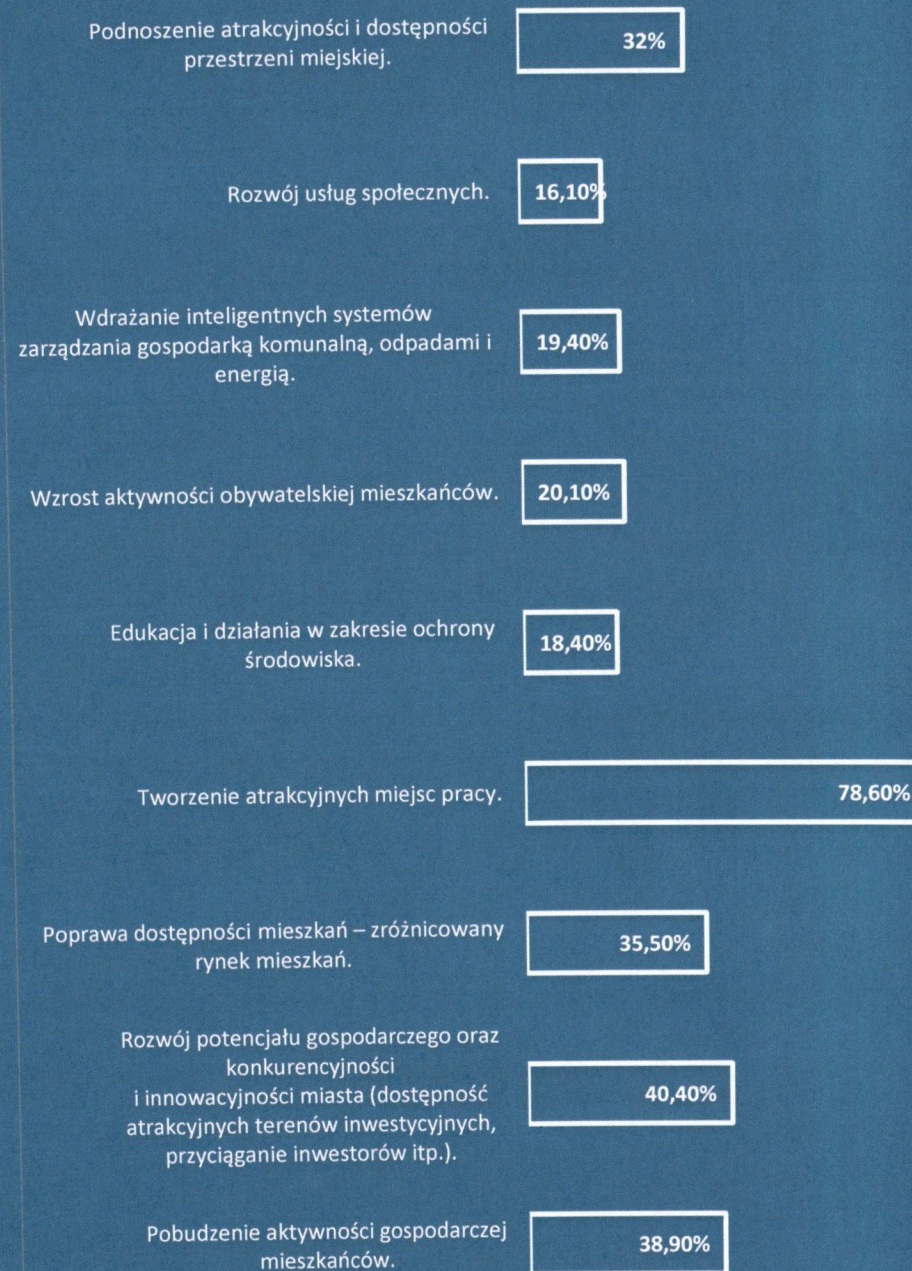 Podnoszenie atrakcyjności i dostępności
przestrzeni miejskiej.
32%
Rozwój usług społecznych.
16,10%
Wdrażanie inteligentnych systemów
zarządzania gospodarką komunalną, odpadami i
energią.
19,40%
Wzrost aktywności obywatelskiej mieszkańców.
20,10%
Edukacja i działania w zakresie ochrony
środowiska.
18,40%
Tworzenie atrakcyjnych miejsc pracy.
78,60%
Poprawa dostępności mieszkań – zróżnicowany
rynek mieszkań.
35,50%
Rozwój potencjału gospodarczego oraz
konkurencyjności
i innowacyjności miasta (dostępność
atrakcyjnych terenów inwestycyjnych,
przyciąganie inwestorów itp.).
40,40%
Pobudzenie aktywności gospodarczej
mieszkańców.
38,90%